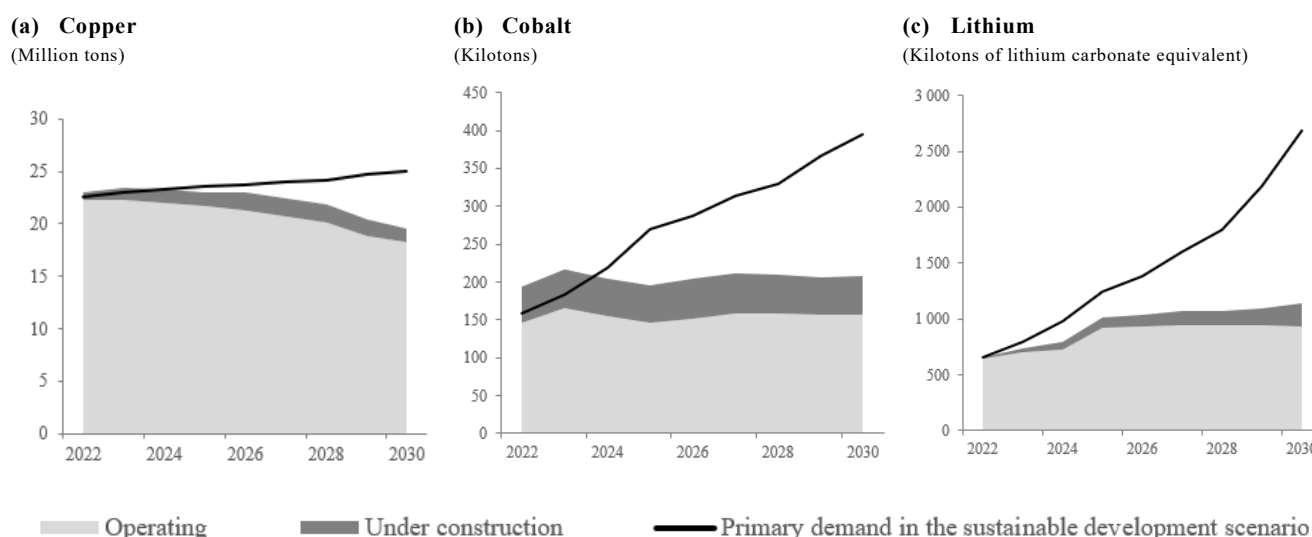 (a) Copper
(Million tons)
30
25
20
15
10
5
0
2022 2024 2026 2028 2030
(b) Cobalt
(Kilotons)
450
400
350
300
250
200
150
100
50
0
2022 2024 2026 2028 2030
(c) Lithium
(Kilotons of lithium carbonate equivalent)
3 000
2 500
2 000
1 500
1 000
500
0
2022 2024 2026 2028 2030
Operating Under construction Primary demand in the sustainable development scenario